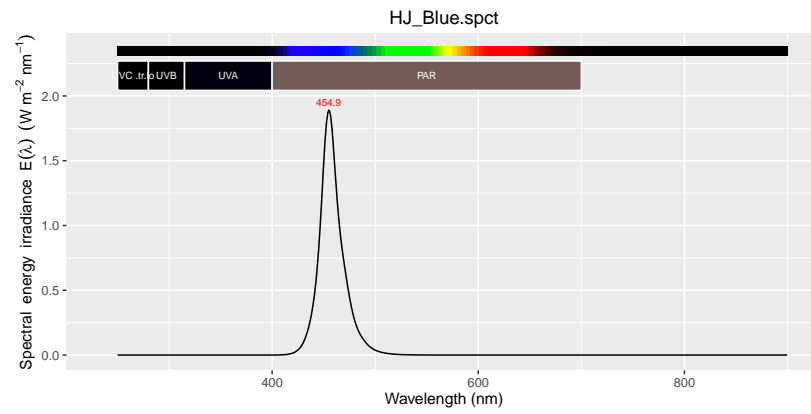 HJ_Blue.spct
UVB UVA PAR
454.9
2.0
1.5
1.0
0.5
0.0
Spectral energy irradiance E(λ) (W m⁻² nm⁻¹)
400 600 800
Wavelength (nm)